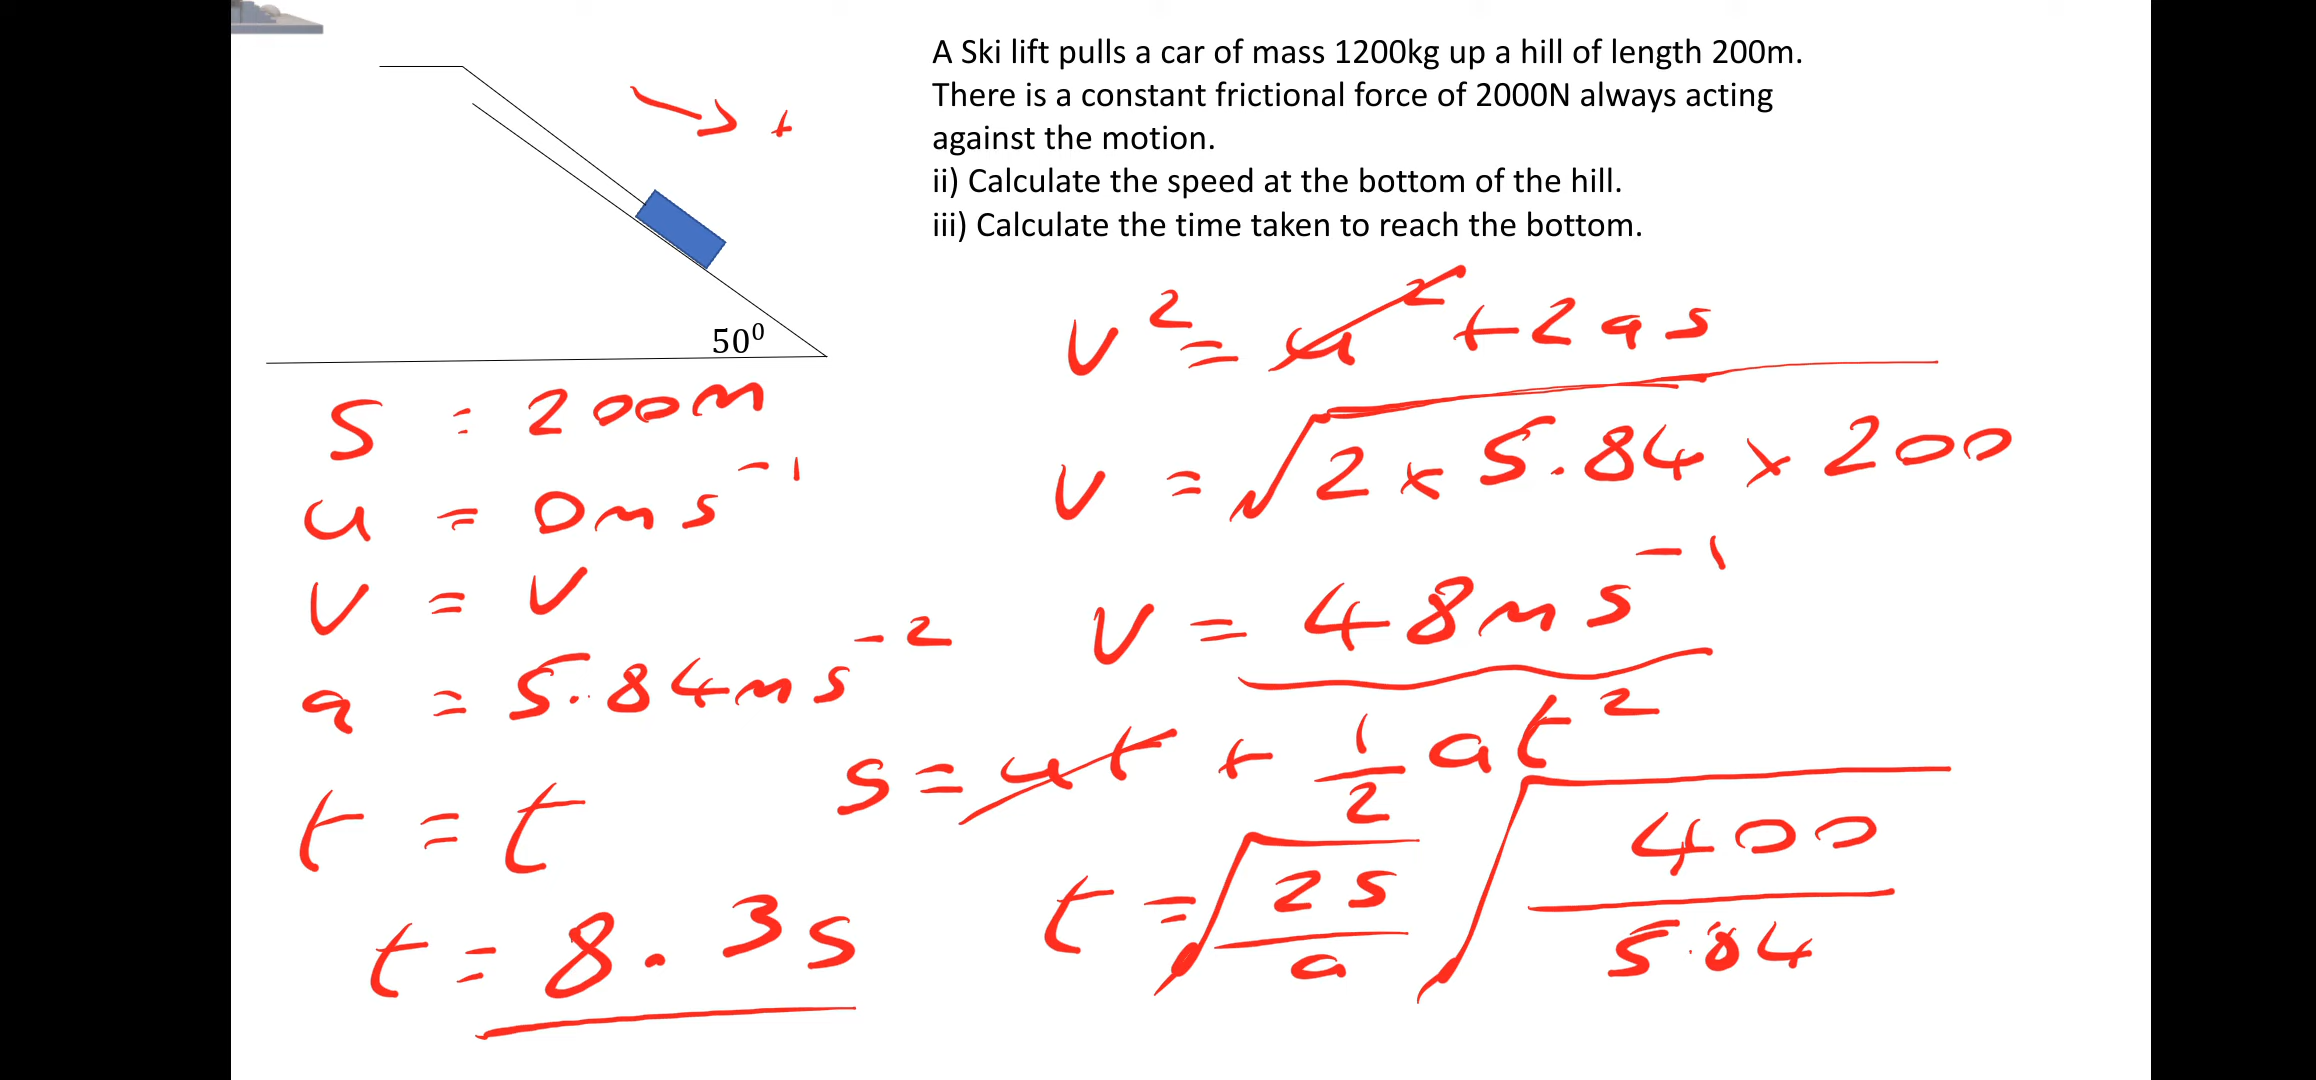 A Ski lift pulls a car of mass 1200kg up a hill of length 200m.
There is a constant frictional force of 2000N always acting
against the motion.
ii) Calculate the speed at the bottom of the hill.
iii) Calculate the time taken to reach the bottom.
+
50⁰
S = 200m
u = 0ms⁻¹
v = v
a = 5.84ms⁻²
t = t
t = 8.3s
v² = u² + 2as
v = √2 × 5.84 × 200
v = 48ms⁻¹
s = ut + 1/2 at²
t = √2s/a √400/5.84